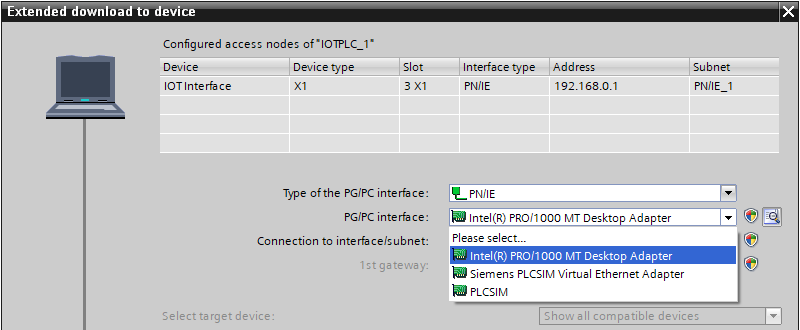 Extended download to device
Configured access nodes of "IOTPLC_1"
Device Device type Slot Interface type Address Subnet
IOT Interface X1 3 X1 PN/IE 192.168.0.1 PN/IE_1
Type of the PG/PC interface: PN/IE
PG/PC interface: Intel(R) PRO/1000 MT Desktop Adapter
Please select...
Connection to interface/subnet:
Intel(R) PRO/1000 MT Desktop Adapter
1st gateway:
Siemens PLCSIM Virtual Ethernet Adapter
PLCSIM
Select target device: Show all compatible devices